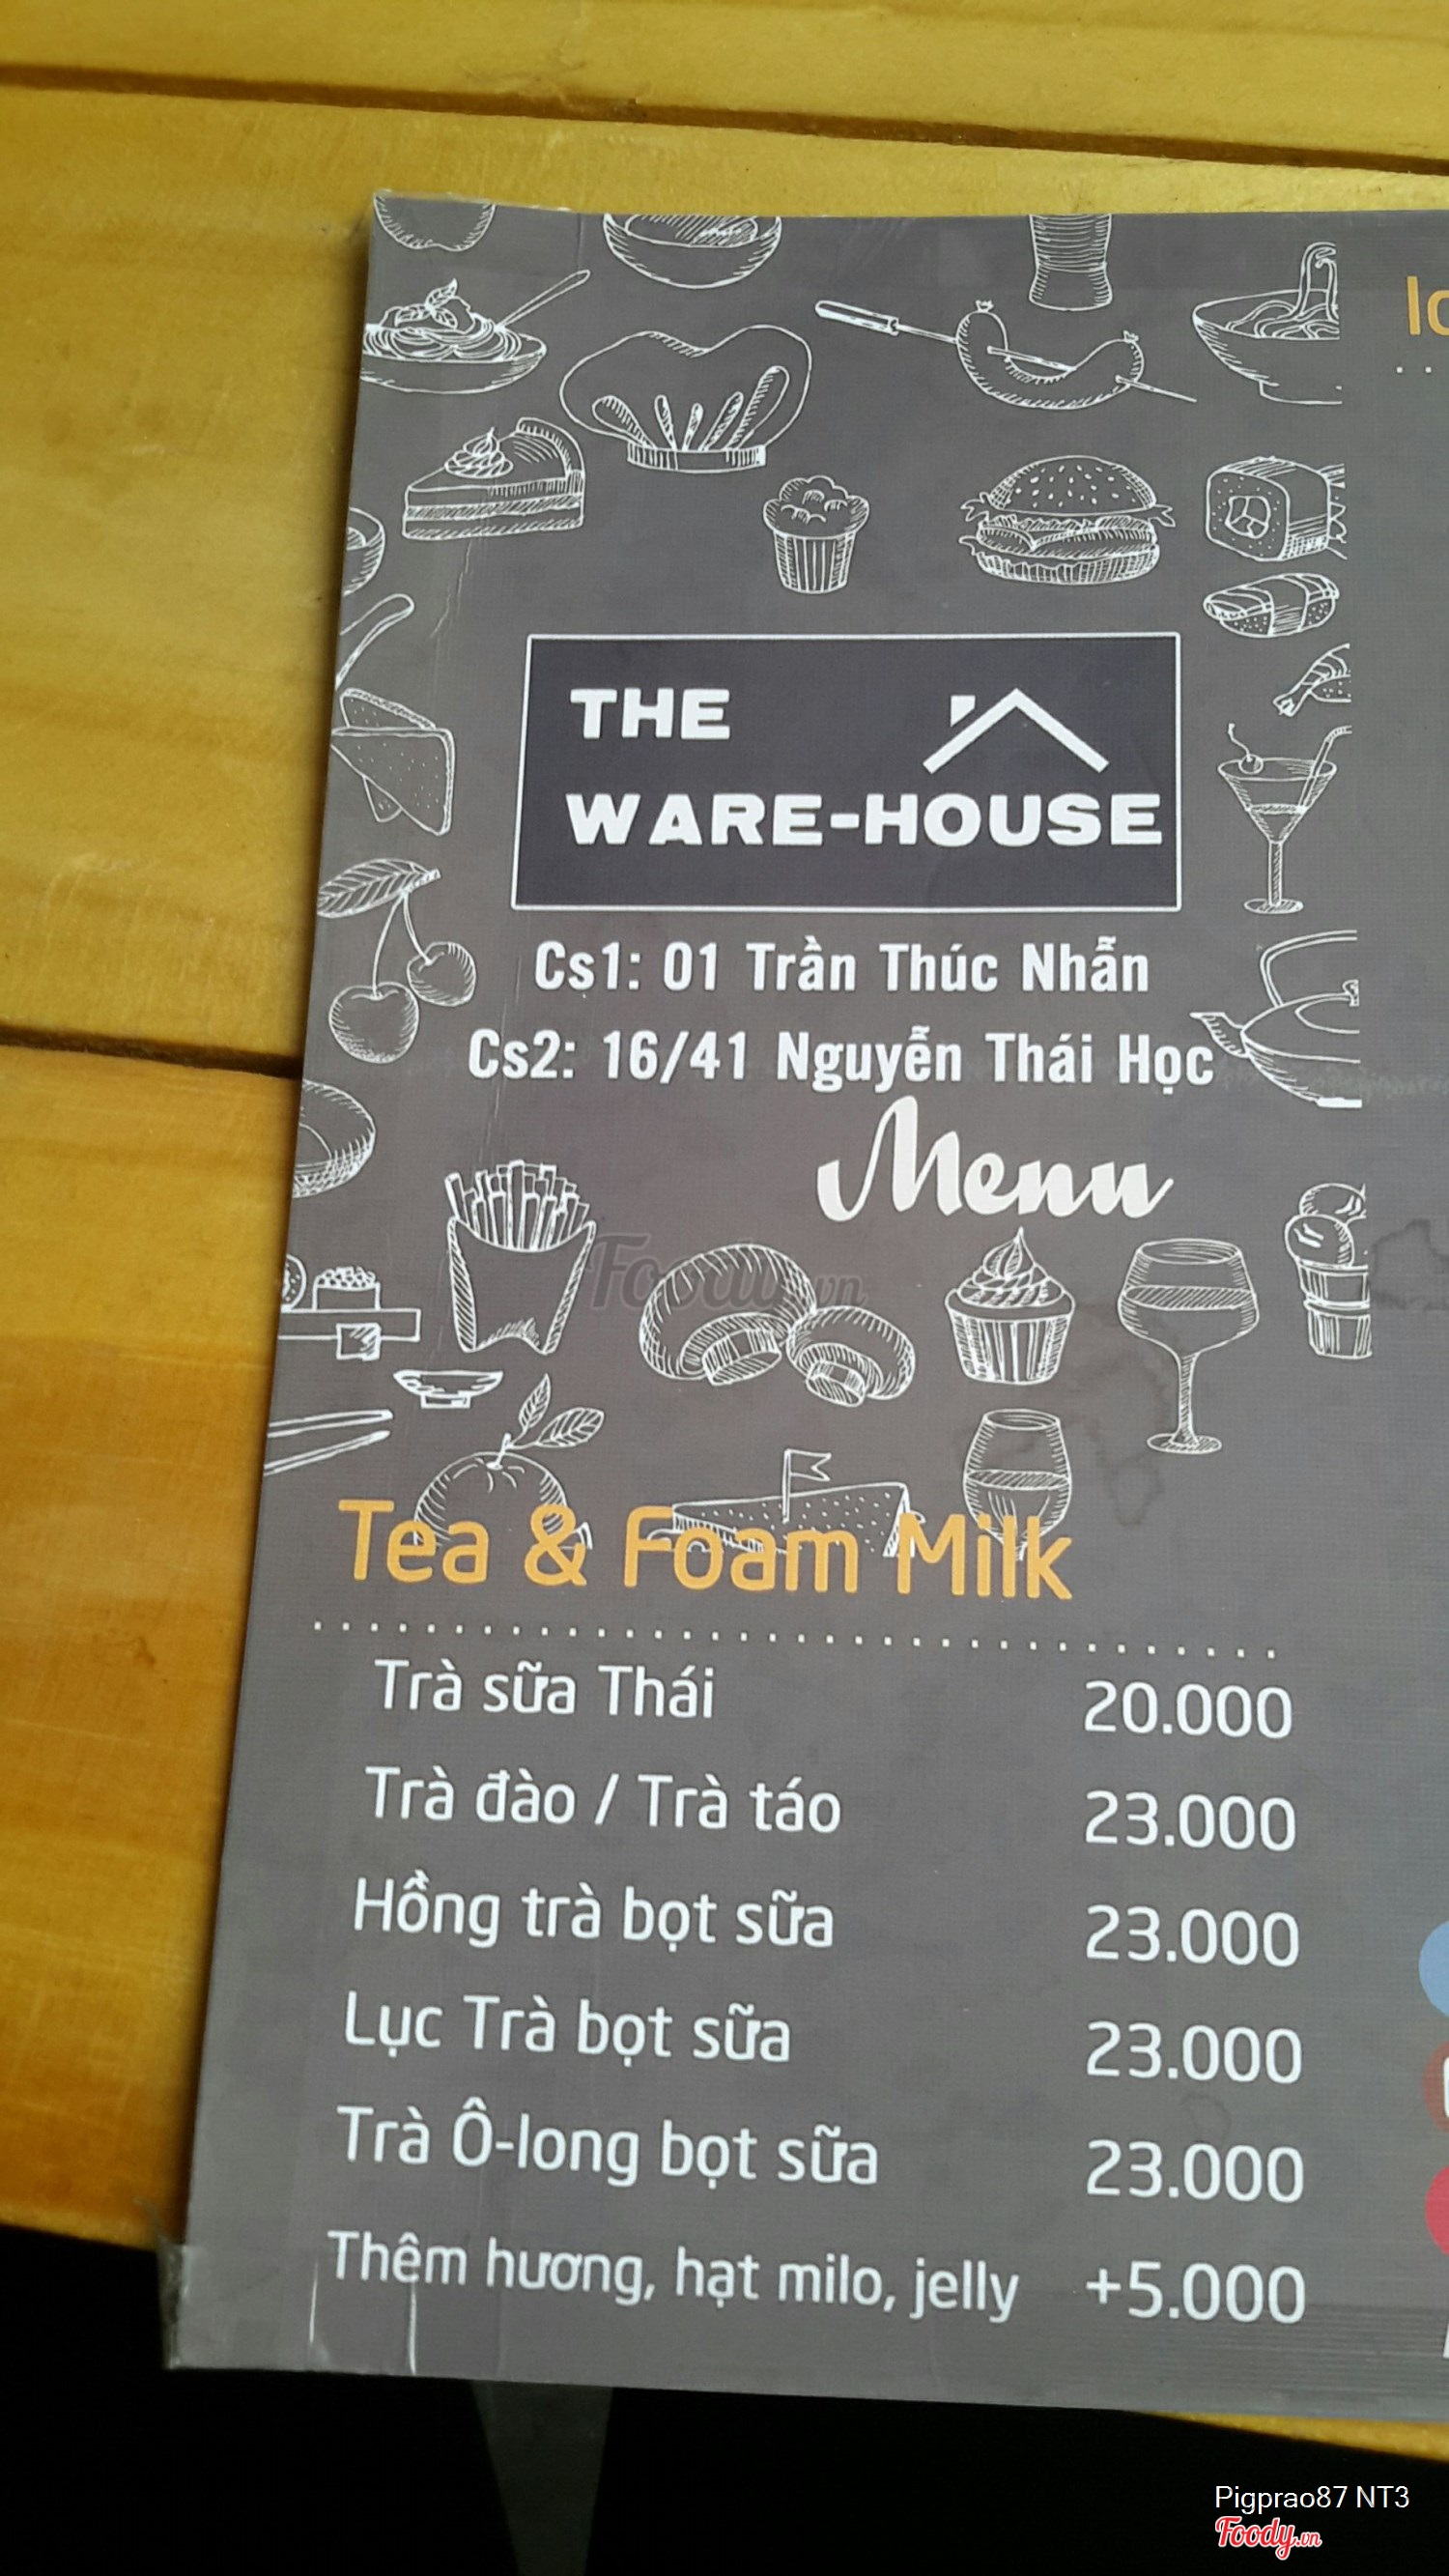 THE
WARE-HOUSE
Cs1: 01 Trần Thúc Nhẫn
Cs2: 16/41 Nguyễn Thái Học
Menu
Foody.vn
Tea & Foam Milk
Trà sữa Thái 20.000
Trà đào / Trà táo 23.000
Hồng trà bọt sữa 23.000
Lục Trà bọt sữa 23.000
Trà Ô-long bọt sữa 23.000
Thêm hương, hạt milo, jelly +5.000
Pigprao87 NT3
Foody.vn